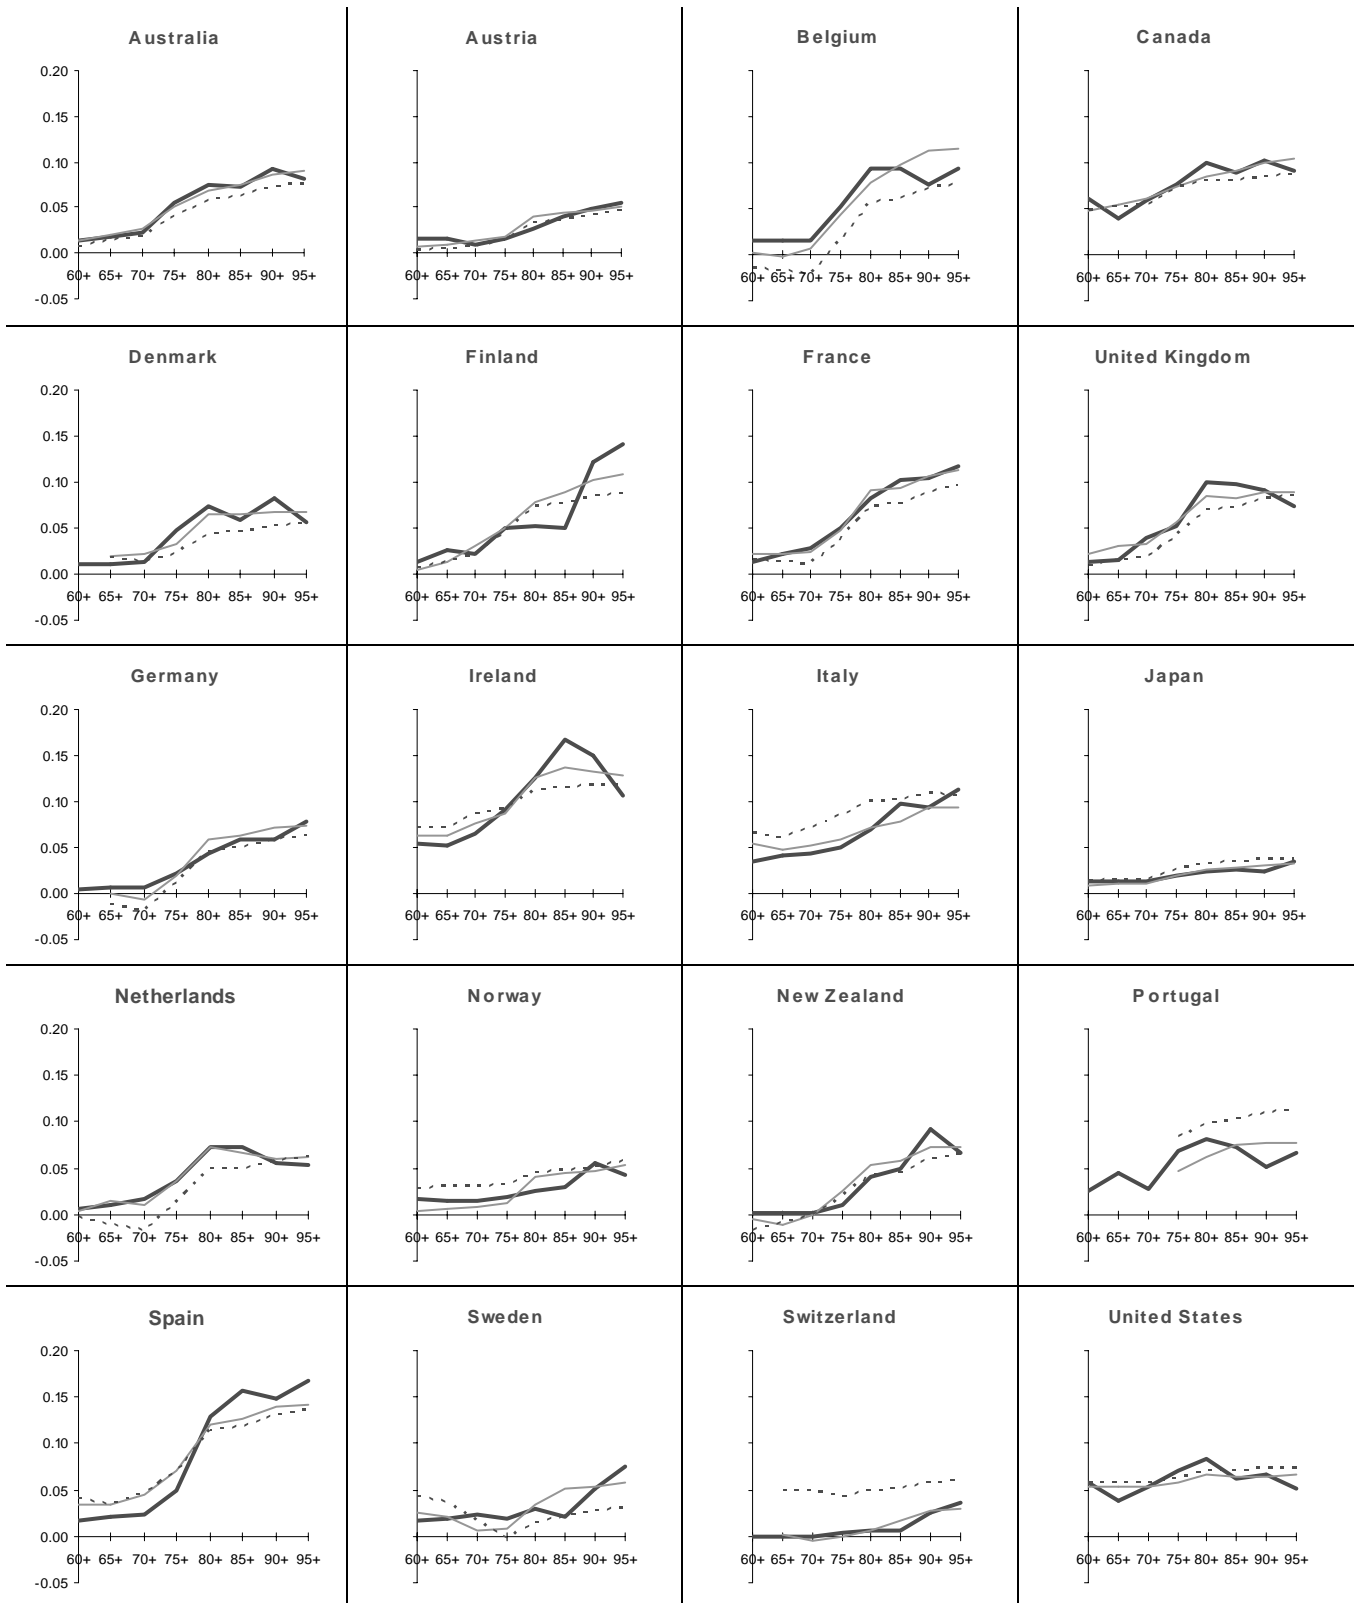 Australia
Austria
Belgium
Canada
0.20
0.15
0.10
0.05
0.00
-0.05
60+ 65+ 70+ 75+ 80+ 85+ 90+ 95+
60+ 65+ 70+ 75+ 80+ 85+ 90+ 95+
60+ 65+ 70+ 75+ 80+ 85+ 90+ 95+
60+ 65+ 70+ 75+ 80+ 85+ 90+ 95+
Denmark
Finland
France
United Kingdom
0.20
0.15
0.10
0.05
0.00
-0.05
60+ 65+ 70+ 75+ 80+ 85+ 90+ 95+
60+ 65+ 70+ 75+ 80+ 85+ 90+ 95+
60+ 65+ 70+ 75+ 80+ 85+ 90+ 95+
60+ 65+ 70+ 75+ 80+ 85+ 90+ 95+
Germany
Ireland
Italy
Japan
0.20
0.15
0.10
0.05
0.00
-0.05
60+ 65+ 70+ 75+ 80+ 85+ 90+ 95+
60+ 65+ 70+ 75+ 80+ 85+ 90+ 95+
60+ 65+ 70+ 75+ 80+ 85+ 90+ 95+
60+ 65+ 70+ 75+ 80+ 85+ 90+ 95+
Netherlands
Norway
New Zealand
Portugal
0.20
0.15
0.10
0.05
0.00
-0.05
60+ 65+ 70+ 75+ 80+ 85+ 90+ 95+
60+ 65+ 70+ 75+ 80+ 85+ 90+ 95+
60+ 65+ 70+ 75+ 80+ 85+ 90+ 95+
60+ 65+ 70+ 75+ 80+ 85+ 90+ 95+
Spain
Sweden
Switzerland
United States
0.20
0.15
0.10
0.05
0.00
-0.05
60+ 65+ 70+ 75+ 80+ 85+ 90+ 95+
60+ 65+ 70+ 75+ 80+ 85+ 90+ 95+
60+ 65+ 70+ 75+ 80+ 85+ 90+ 95+
60+ 65+ 70+ 75+ 80+ 85+ 90+ 95+